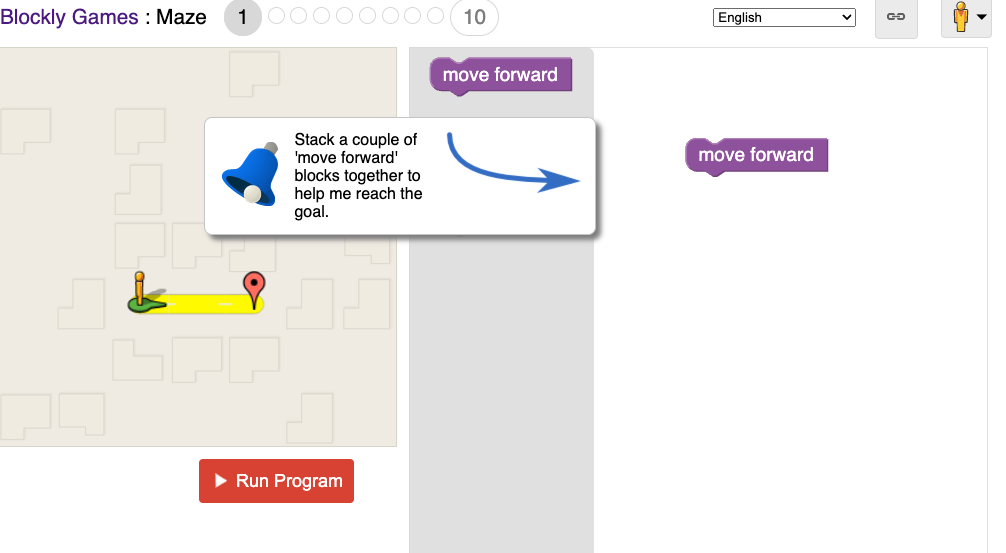 Blockly Games : Maze 1 10 English
move forward
Stack a couple of
'move forward'
blocks together to
help me reach the
goal.
move forward
Run Program